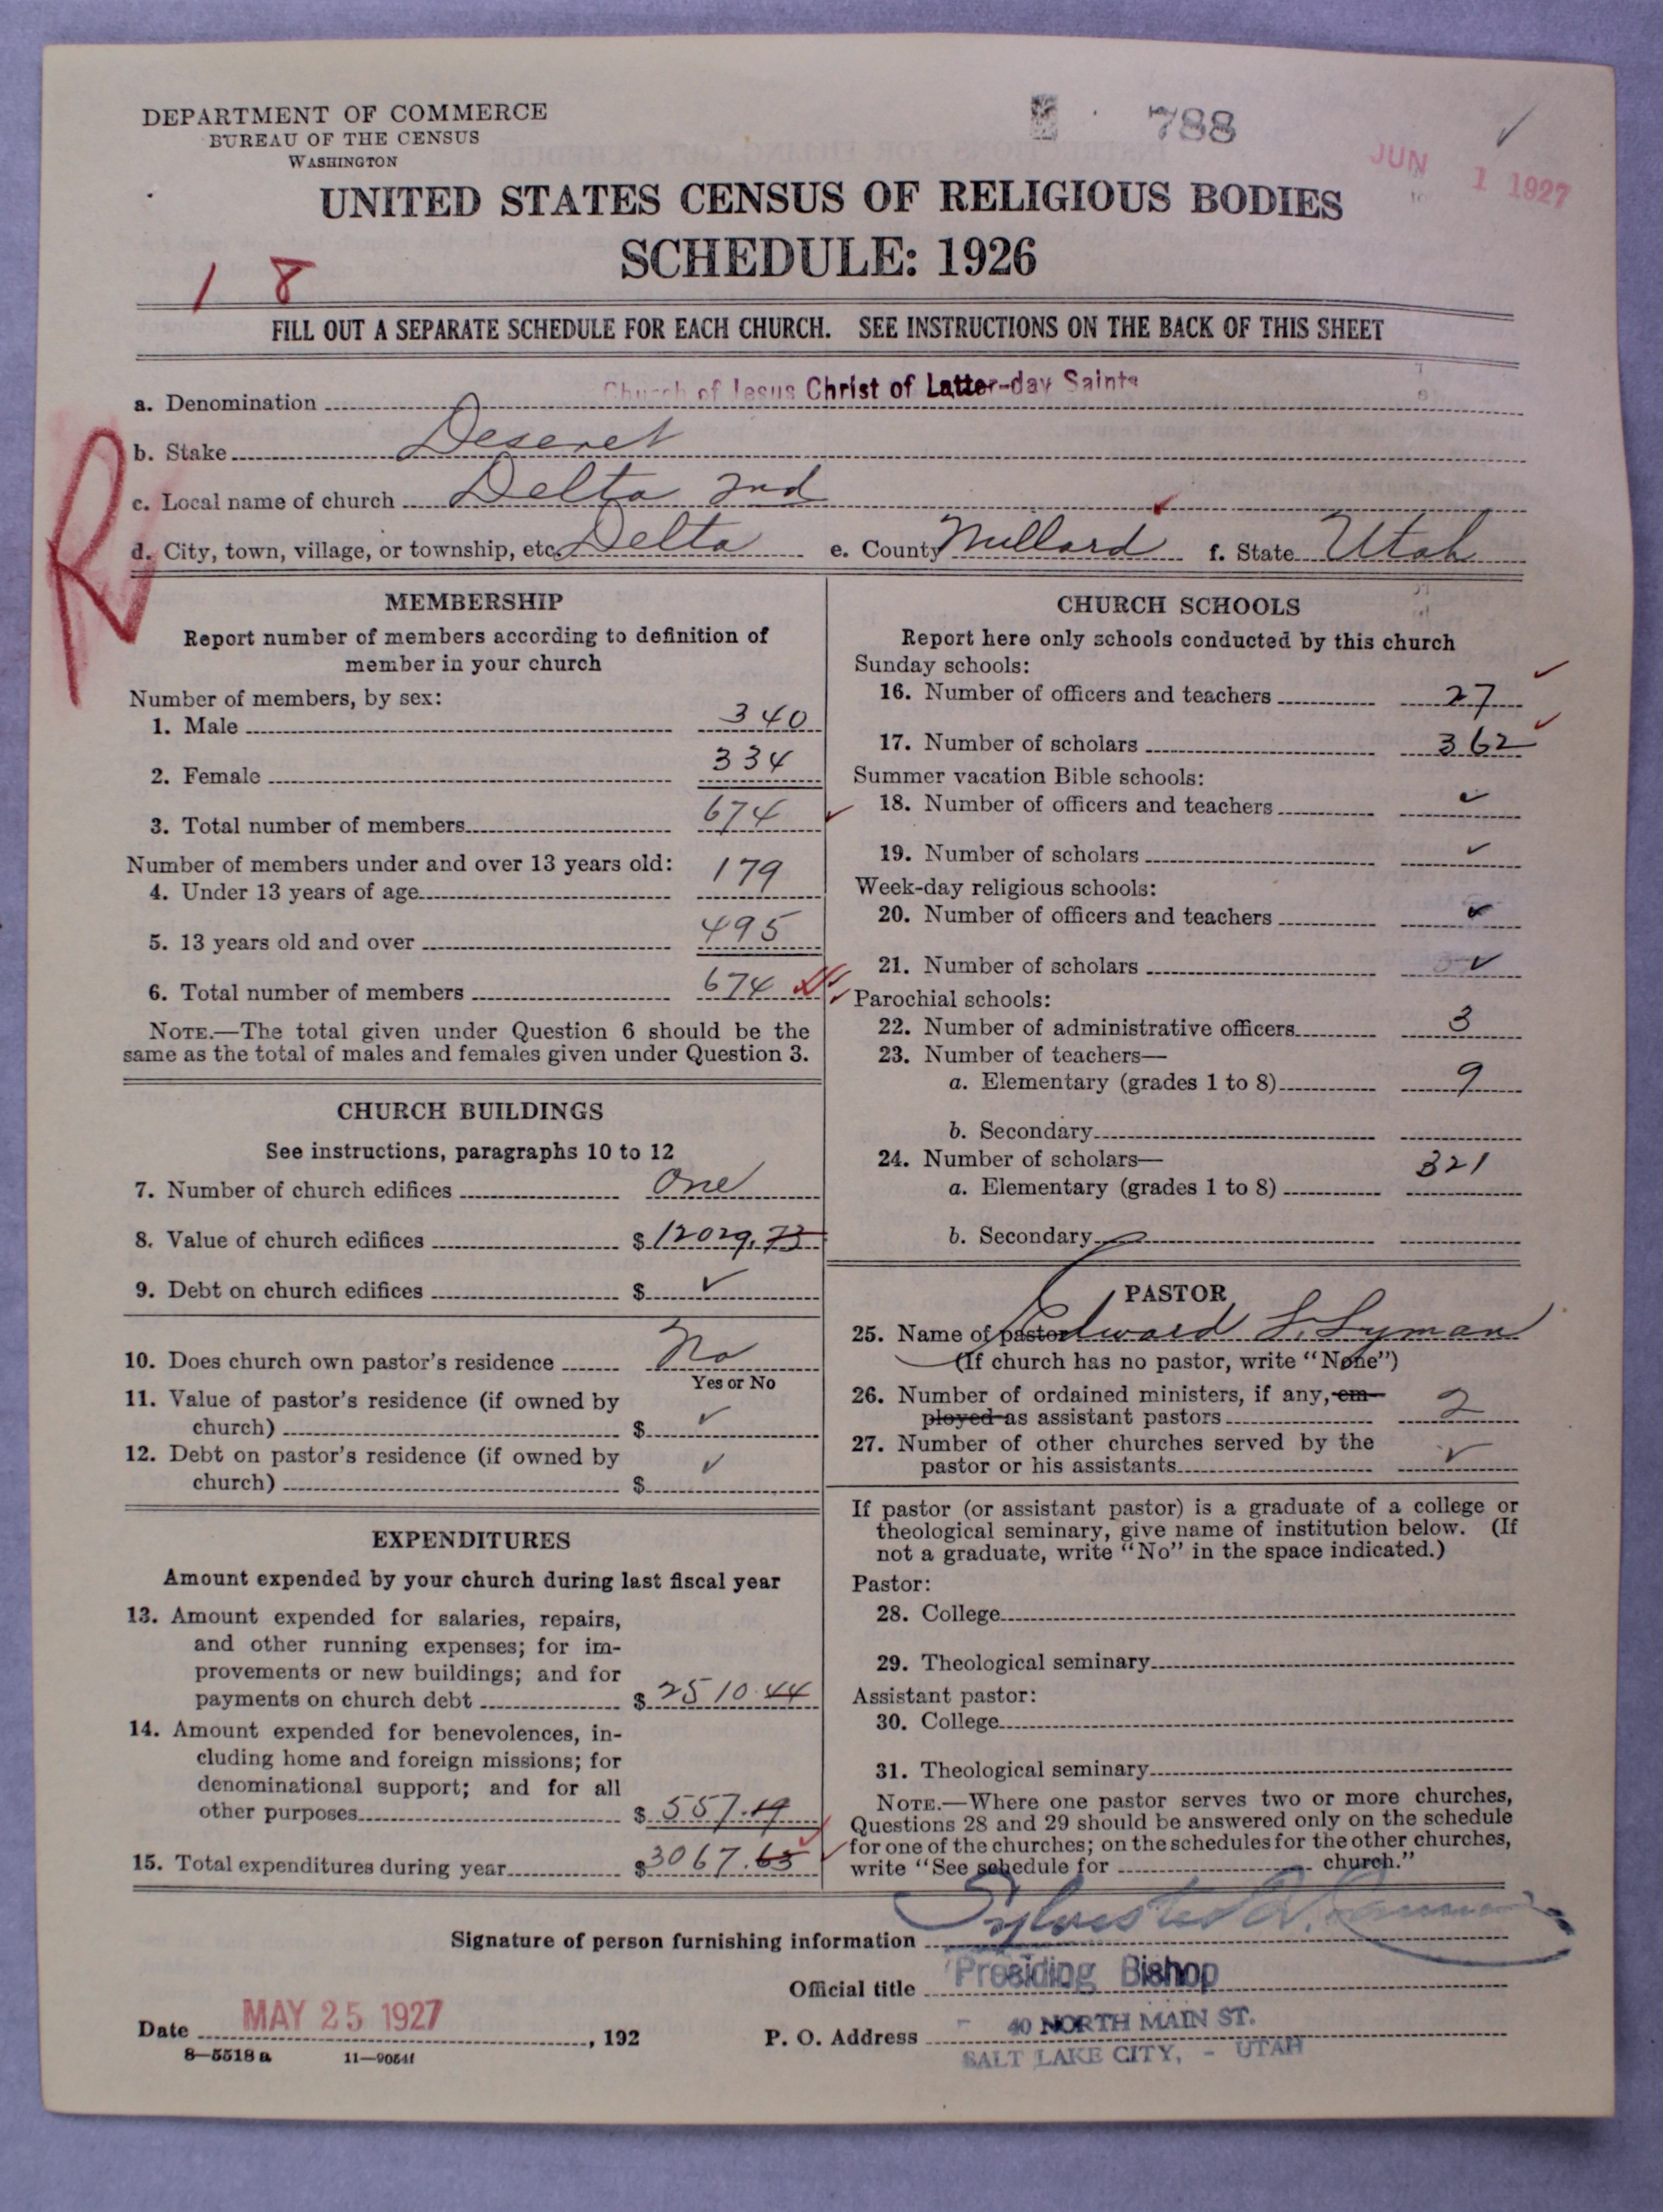 DEPARTMENT OF COMMERCE
BUREAU OF THE CENSUS
WASHINGTON
788
JUN 1 1927
UNITED STATES CENSUS OF RELIGIOUS BODIES
SCHEDULE: 1926
1 8
FILL OUT A SEPARATE SCHEDULE FOR EACH CHURCH. SEE INSTRUCTIONS ON THE BACK OF THIS SHEET
R
a. Denomination Church of Jesus Christ of Latter-day Saints
b. Stake Deseret
c. Local name of church Delta 2nd
d. City, town, village, or township, etc. Delta e. County Millard f. State Utah
MEMBERSHIP
Report number of members according to definition of
member in your church
Number of members, by sex:
1. Male 340
2. Female 334
3. Total number of members 674
Number of members under and over 13 years old:
4. Under 13 years of age 179
5. 13 years old and over 495
6. Total number of members 674
NOTE.—The total given under Question 6 should be the
same as the total of males and females given under Question 3.
CHURCH BUILDINGS
See instructions, paragraphs 10 to 12
7. Number of church edifices One
8. Value of church edifices $ 12029.73
9. Debt on church edifices $ ✓
10. Does church own pastor's residence No
Yes or No
11. Value of pastor's residence (if owned by
church) $ ✓
12. Debt on pastor's residence (if owned by
church) $ ✓
EXPENDITURES
Amount expended by your church during last fiscal year
13. Amount expended for salaries, repairs,
and other running expenses; for im-
provements or new buildings; and for
payments on church debt $ 2510.44
14. Amount expended for benevolences, in-
cluding home and foreign missions; for
denominational support; and for all
other purposes $ 557.19
15. Total expenditures during year $ 3067.63
CHURCH SCHOOLS
Report here only schools conducted by this church
Sunday schools:
16. Number of officers and teachers 27
17. Number of scholars 362
Summer vacation Bible schools:
18. Number of officers and teachers ✓
19. Number of scholars ✓
Week-day religious schools:
20. Number of officers and teachers ✓
21. Number of scholars ✓
Parochial schools:
22. Number of administrative officers 3
23. Number of teachers—
a. Elementary (grades 1 to 8) 9
b. Secondary
24. Number of scholars—
a. Elementary (grades 1 to 8) 321
b. Secondary
PASTOR
25. Name of pastor Edward L. Lyman
(If church has no pastor, write "None")
26. Number of ordained ministers, if any, em-
ployed as assistant pastors 2
27. Number of other churches served by the
pastor or his assistants ✓
If pastor (or assistant pastor) is a graduate of a college or
theological seminary, give name of institution below. (If
not a graduate, write "No" in the space indicated.)
Pastor:
28. College
29. Theological seminary
Assistant pastor:
30. College
31. Theological seminary
NOTE.—Where one pastor serves two or more churches,
Questions 28 and 29 should be answered only on the schedule
for one of the churches; on the schedules for the other churches,
write "See schedule for church."
Signature of person furnishing information Sylvester Q. Cannon
Official title Presiding Bishop
Date MAY 25 1927, 192
P. O. Address 40 NORTH MAIN ST.
SALT LAKE CITY, - UTAH
8—5518 a 11—9054f